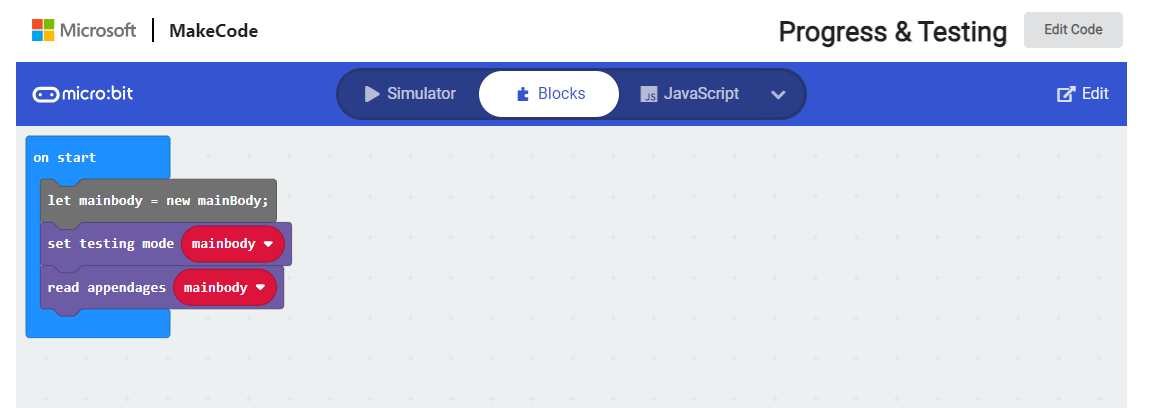 Microsoft | MakeCode
Progress & Testing
Edit Code
micro:bit
Simulator
Blocks
JS JavaScript
Edit
on start
let mainbody = new mainBody;
set testing mode mainbody
read appendages mainbody